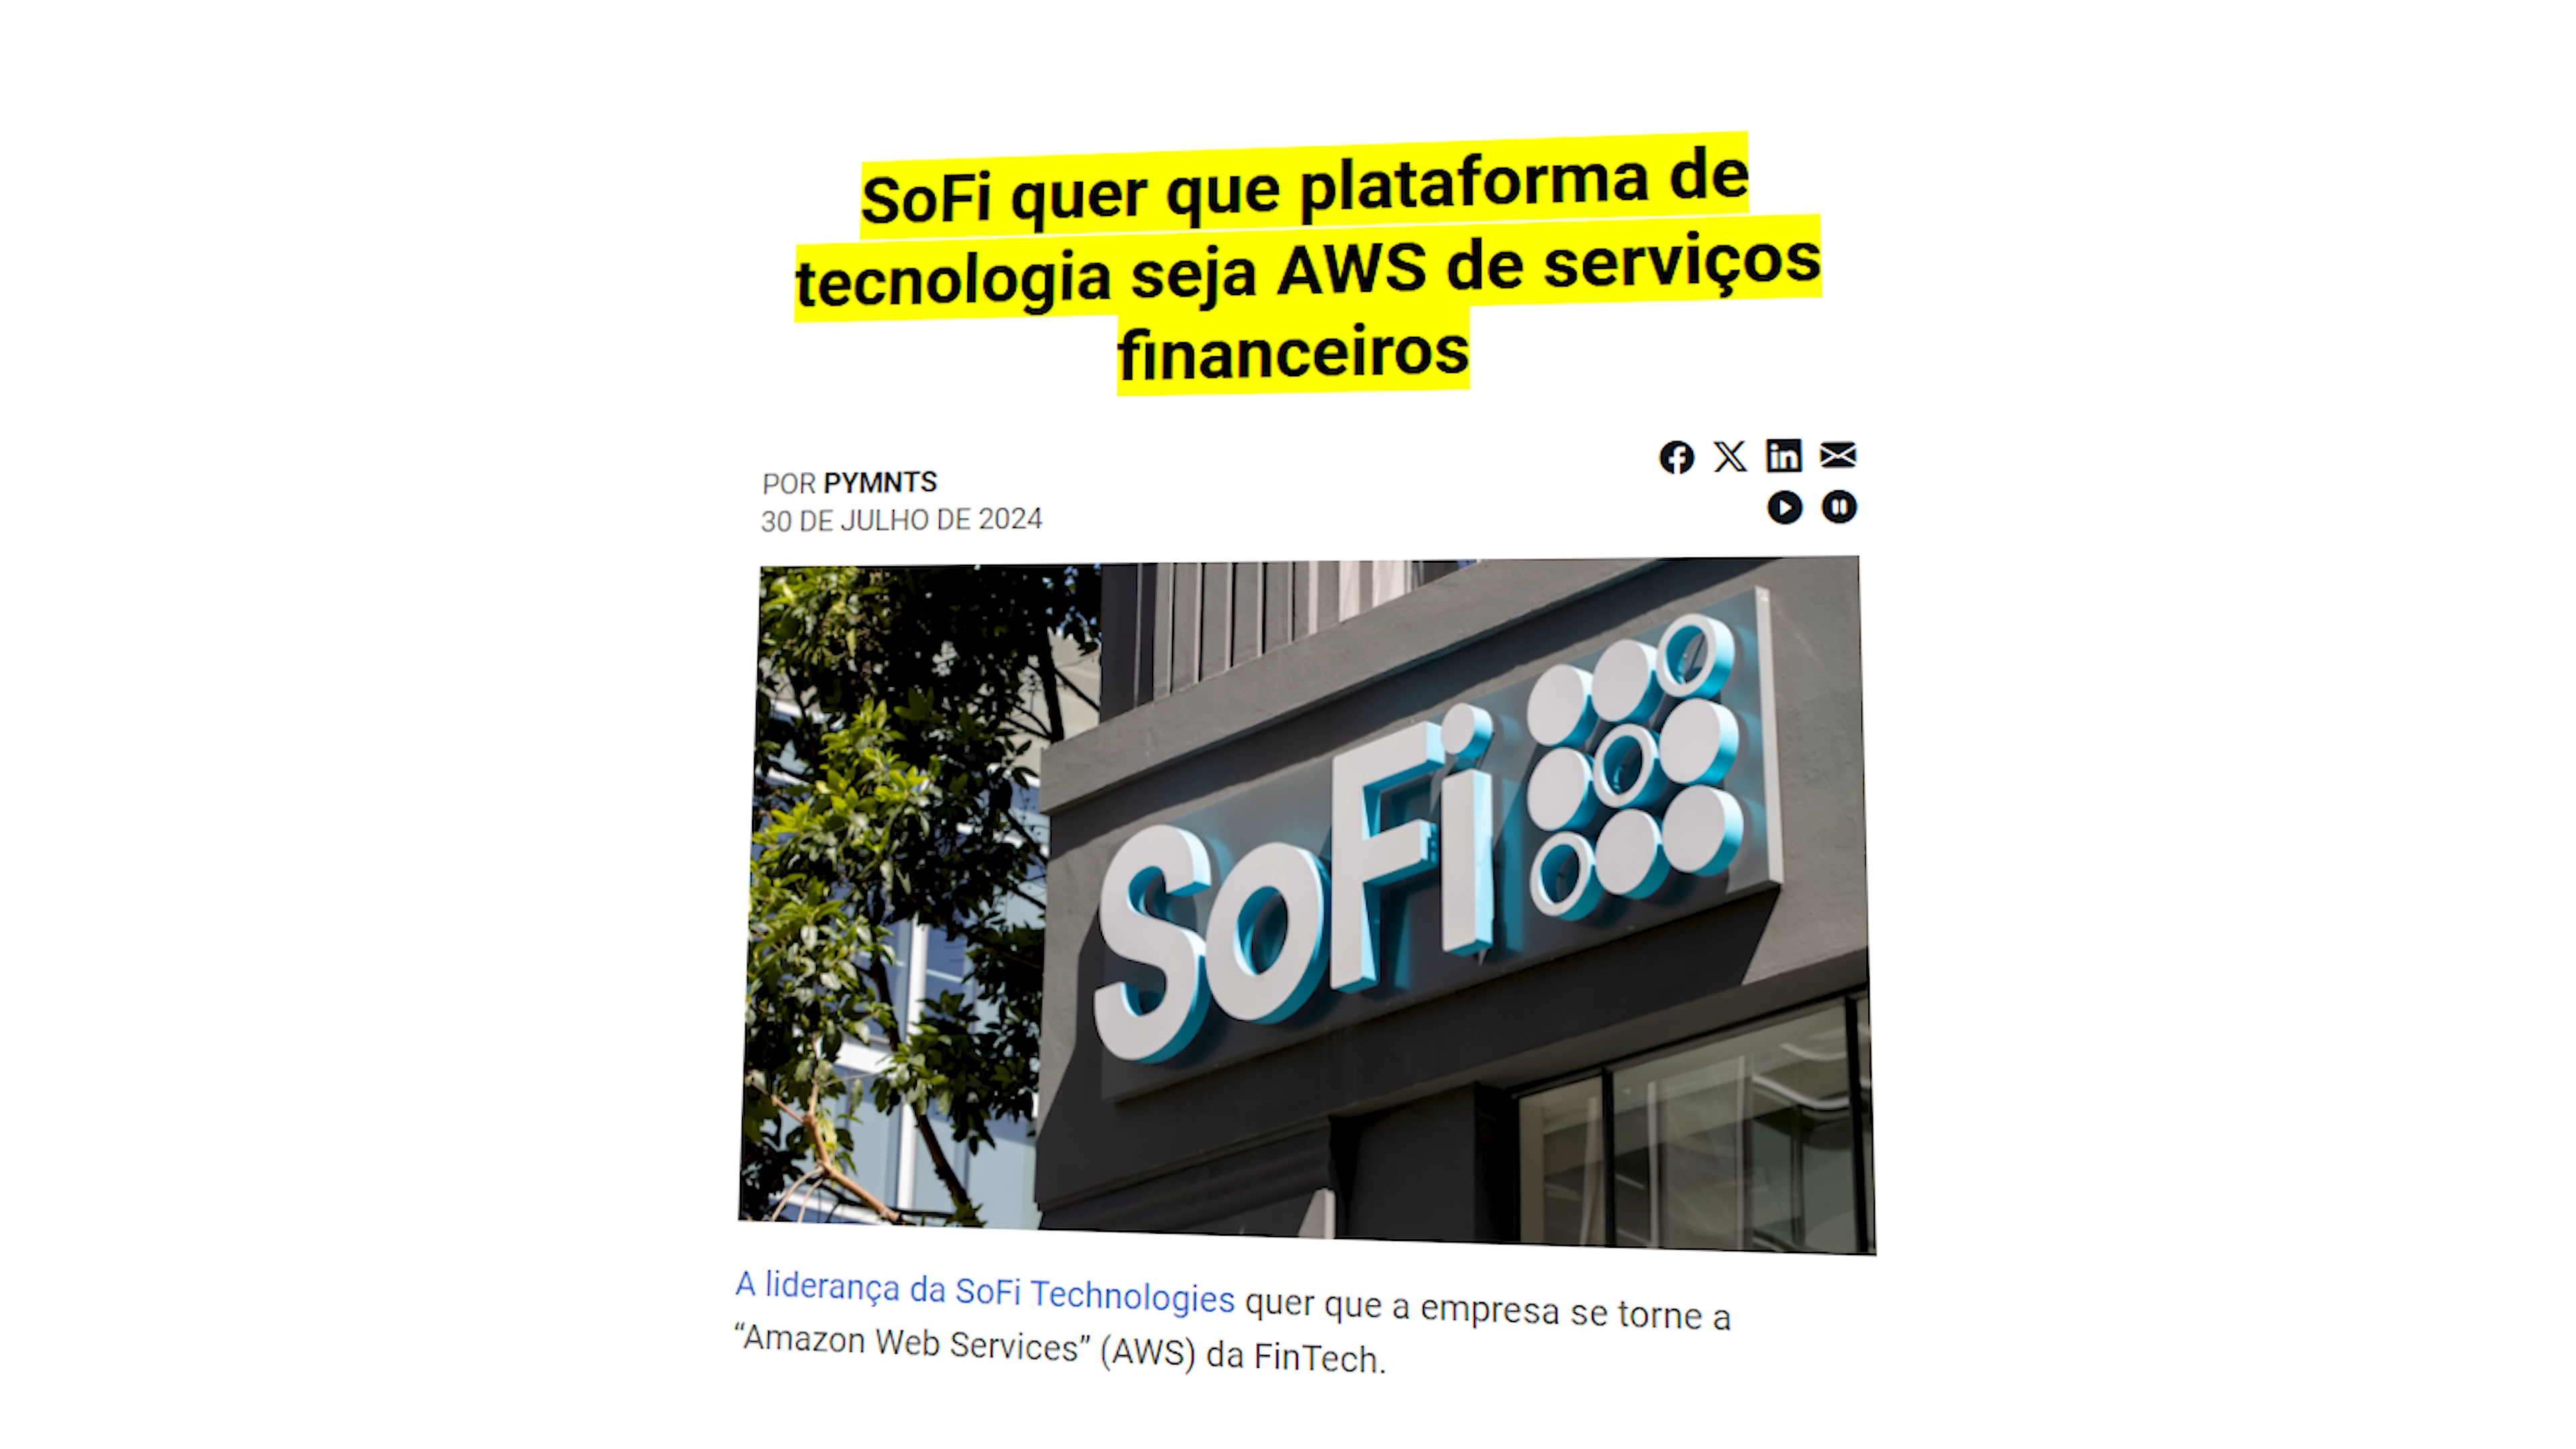 SoFi quer que plataforma de
tecnologia seja AWS de serviços
financeiros
POR PYMNTS
30 DE JULHO DE 2024
SoFi
A liderança da SoFi Technologies quer que a empresa se torne a
“Amazon Web Services” (AWS) da FinTech.